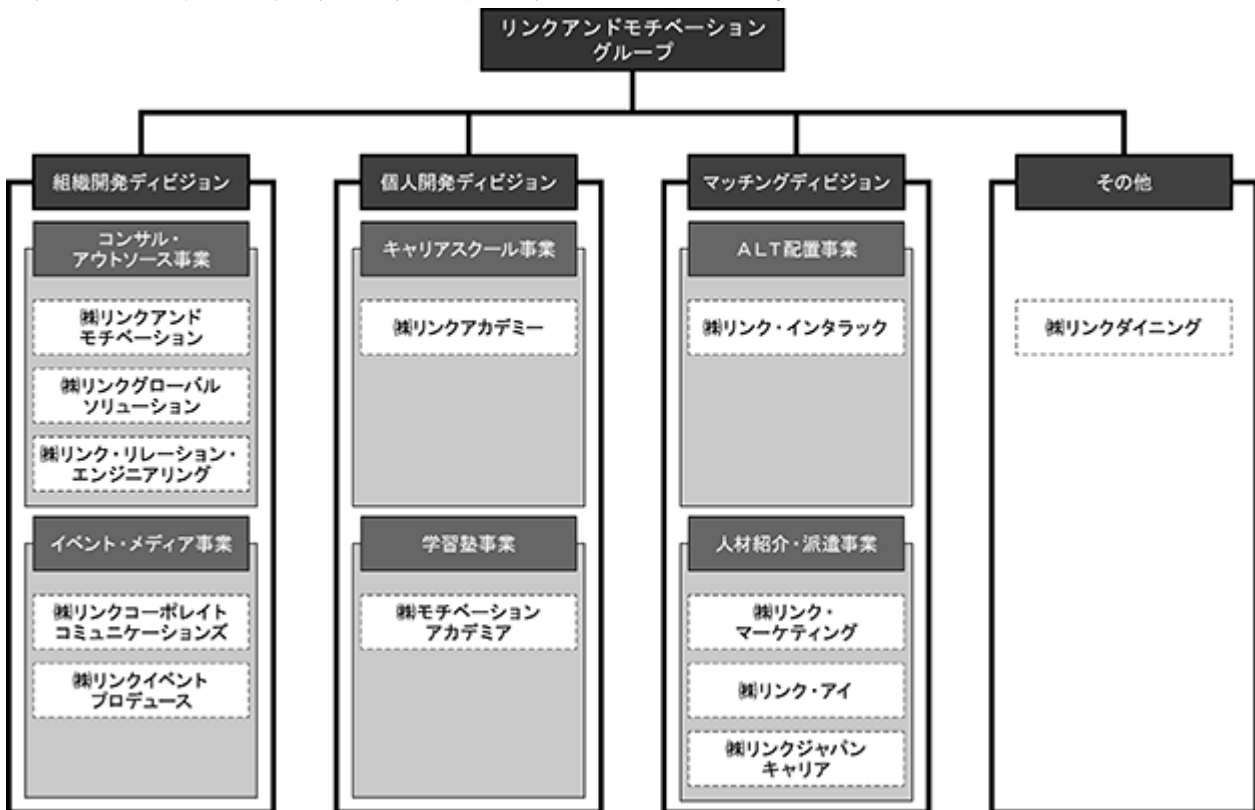 リンクアンドモチベーション
グループ
組織開発ディビジョン
コンサル・
アウトソース事業
㈱リンクアンド
モチベーション
㈱リンクグローバル
ソリューション
㈱リンク・リレーション・
エンジニアリング
イベント・メディア事業
㈱リンクコーポレイト
コミュニケーションズ
㈱リンクイベント
プロデュース
個人開発ディビジョン
キャリアスクール事業
㈱リンクアカデミー
学習塾事業
㈱モチベーション
アカデミア
マッチングディビジョン
ALT配置事業
㈱リンク・インタラック
人材紹介・派遣事業
㈱リンク・
マーケティング
㈱リンク・アイ
㈱リンクジャパン
キャリア
その他
㈱リンクダイニング